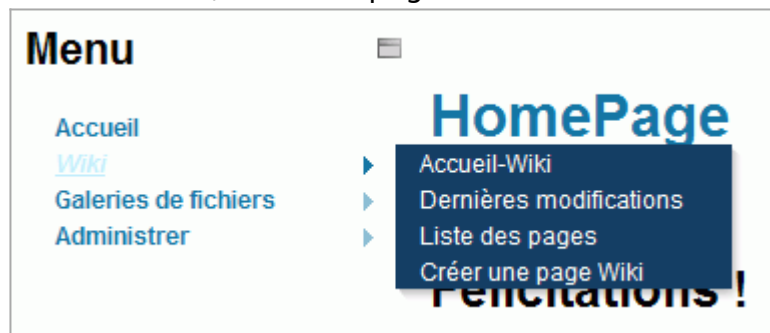 Menu
HomePage
Accueil
Wiki
Accueil-Wiki
Galeries de fichiers
Dernières modifications
Administrer
Liste des pages
Créer une page Wiki
Félicitations !